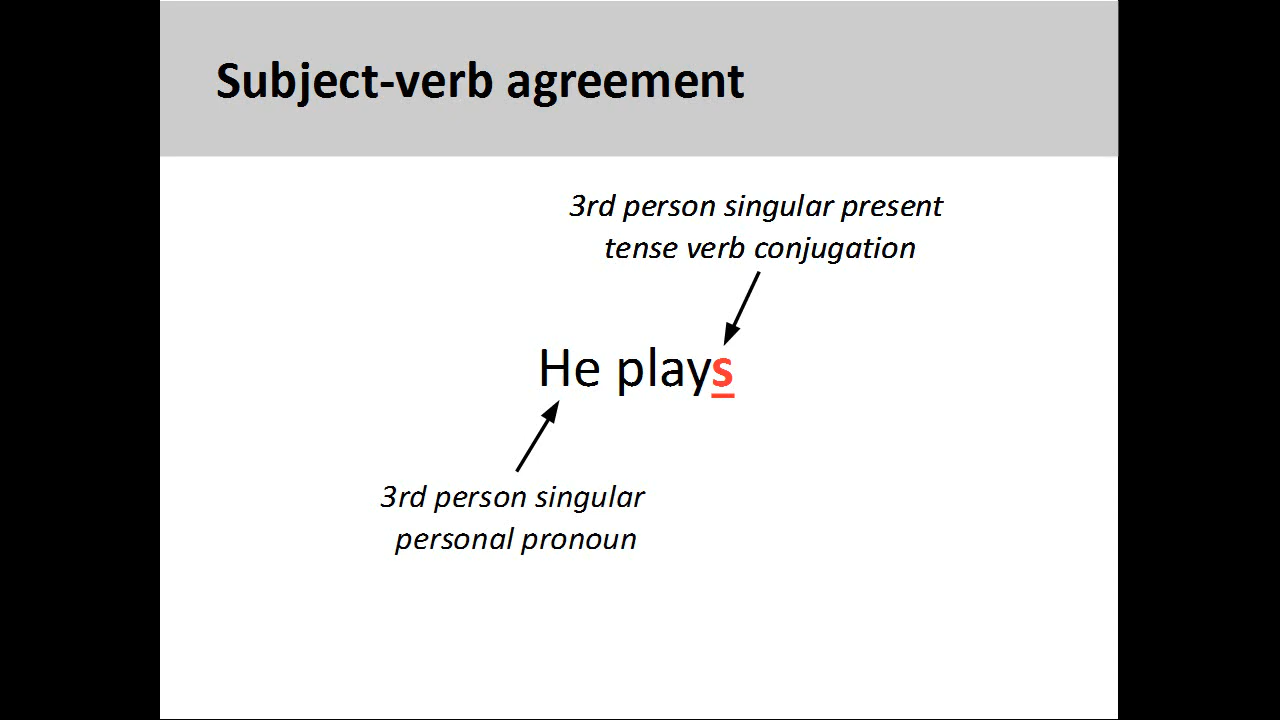 Subject-verb agreement
3rd person singular present
tense verb conjugation
He plays
3rd person singular
personal pronoun